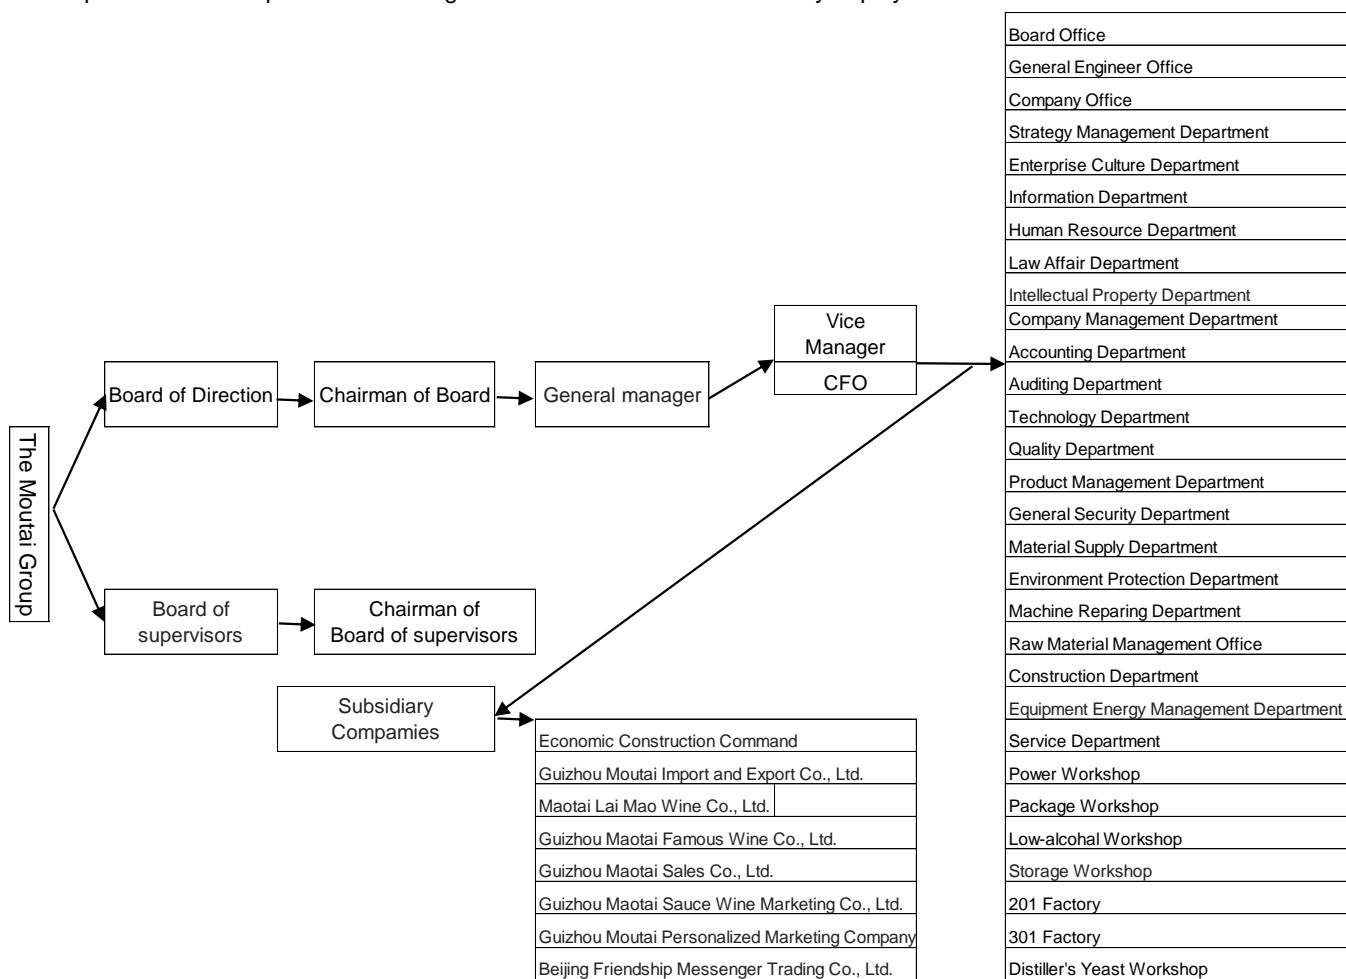 The Moutai Group
Board of Direction
Chairman of Board
General manager
Vice
Manager
CFO
Board of
supervisors
Chairman of
Board of supervisors
Subsidiary
Compamies
Economic Construction Command
Guizhou Moutai Import and Export Co., Ltd.
Maotai Lai Mao Wine Co., Ltd.
Guizhou Maotai Famous Wine Co., Ltd.
Guizhou Maotai Sales Co., Ltd.
Guizhou Maotai Sauce Wine Marketing Co., Ltd.
Guizhou Moutai Personalized Marketing Company
Beijing Friendship Messenger Trading Co., Ltd.
Board Office
General Engineer Office
Company Office
Strategy Management Department
Enterprise Culture Department
Information Department
Human Resource Department
Law Affair Department
Intellectual Property Department
Company Management Department
Accounting Department
Auditing Department
Technology Department
Quality Department
Product Management Department
General Security Department
Material Supply Department
Environment Protection Department
Machine Reparing Department
Raw Material Management Office
Construction Department
Equipment Energy Management Department
Service Department
Power Workshop
Package Workshop
Low-alcohal Workshop
Storage Workshop
201 Factory
301 Factory
Distiller's Yeast Workshop